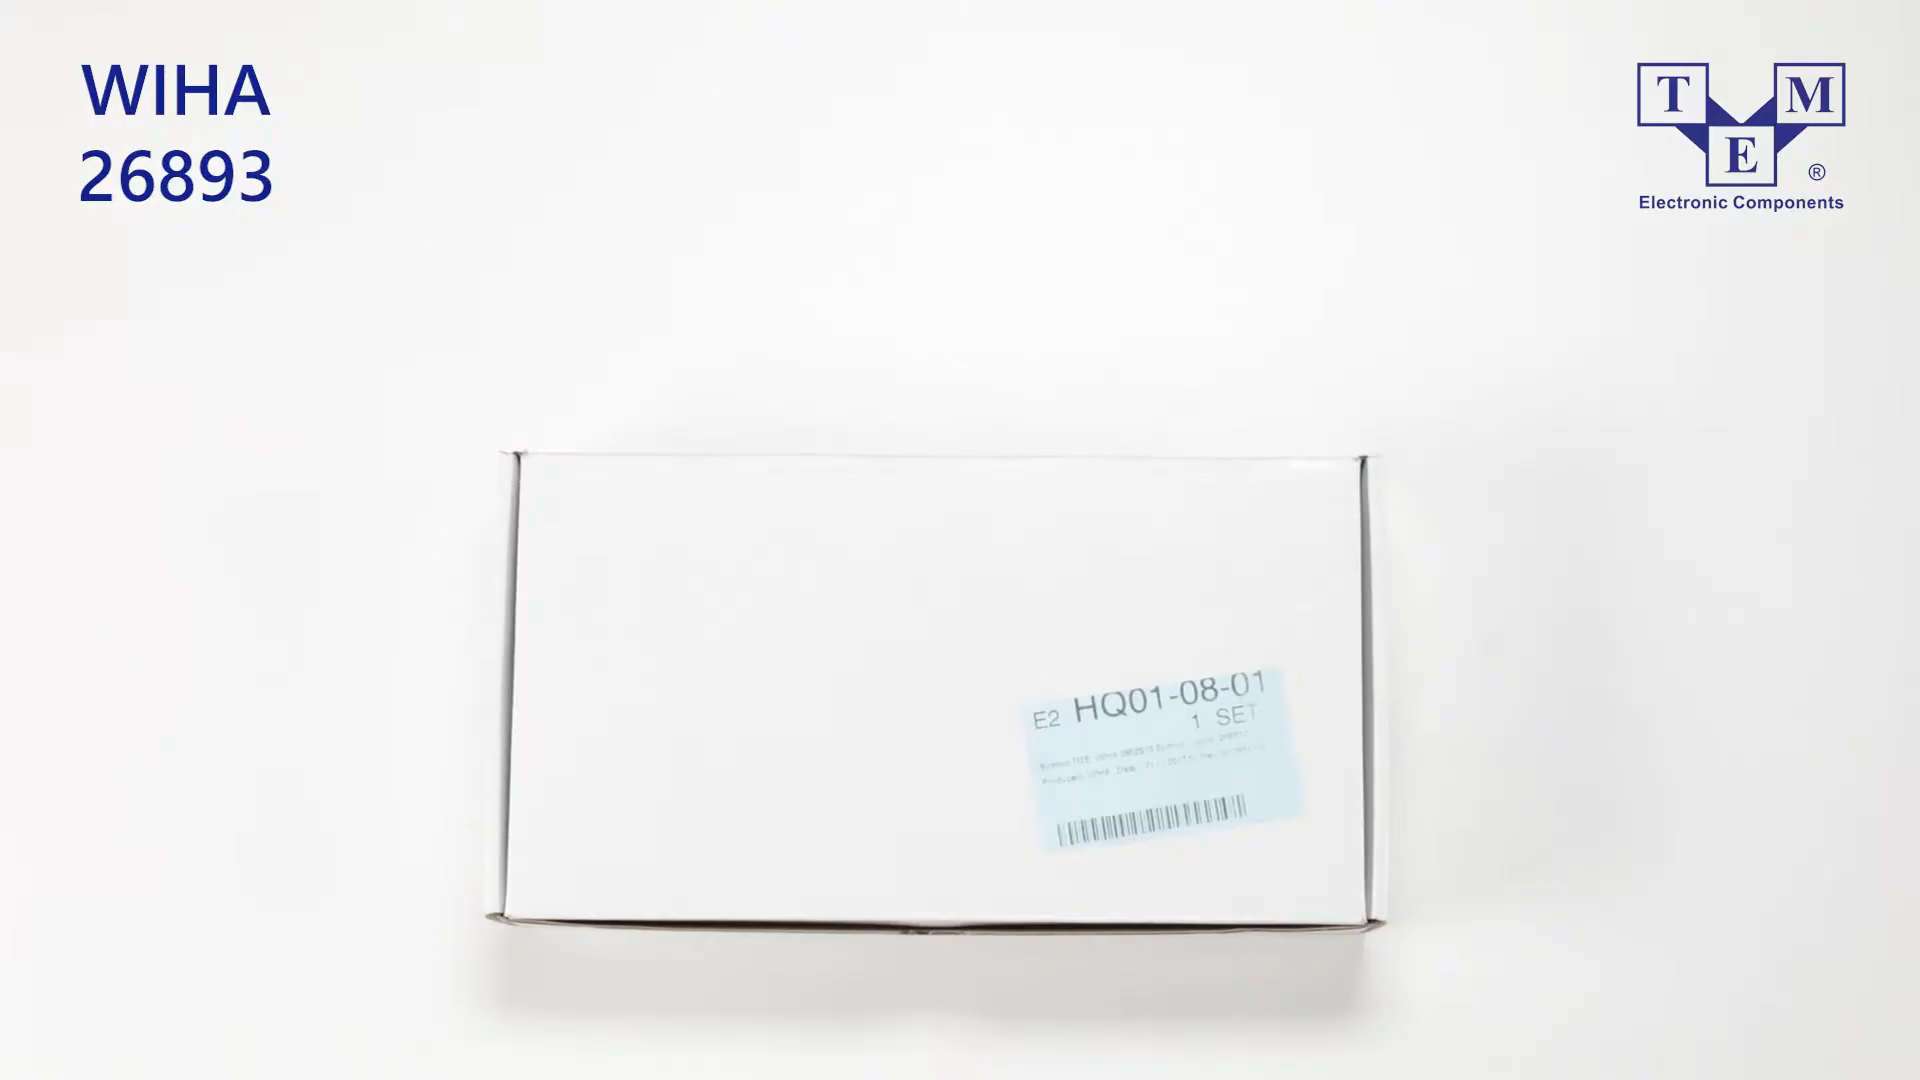 WIHA
26893
T M
E ®
Electronic Components
E2 HQ01-08-01
1 SET